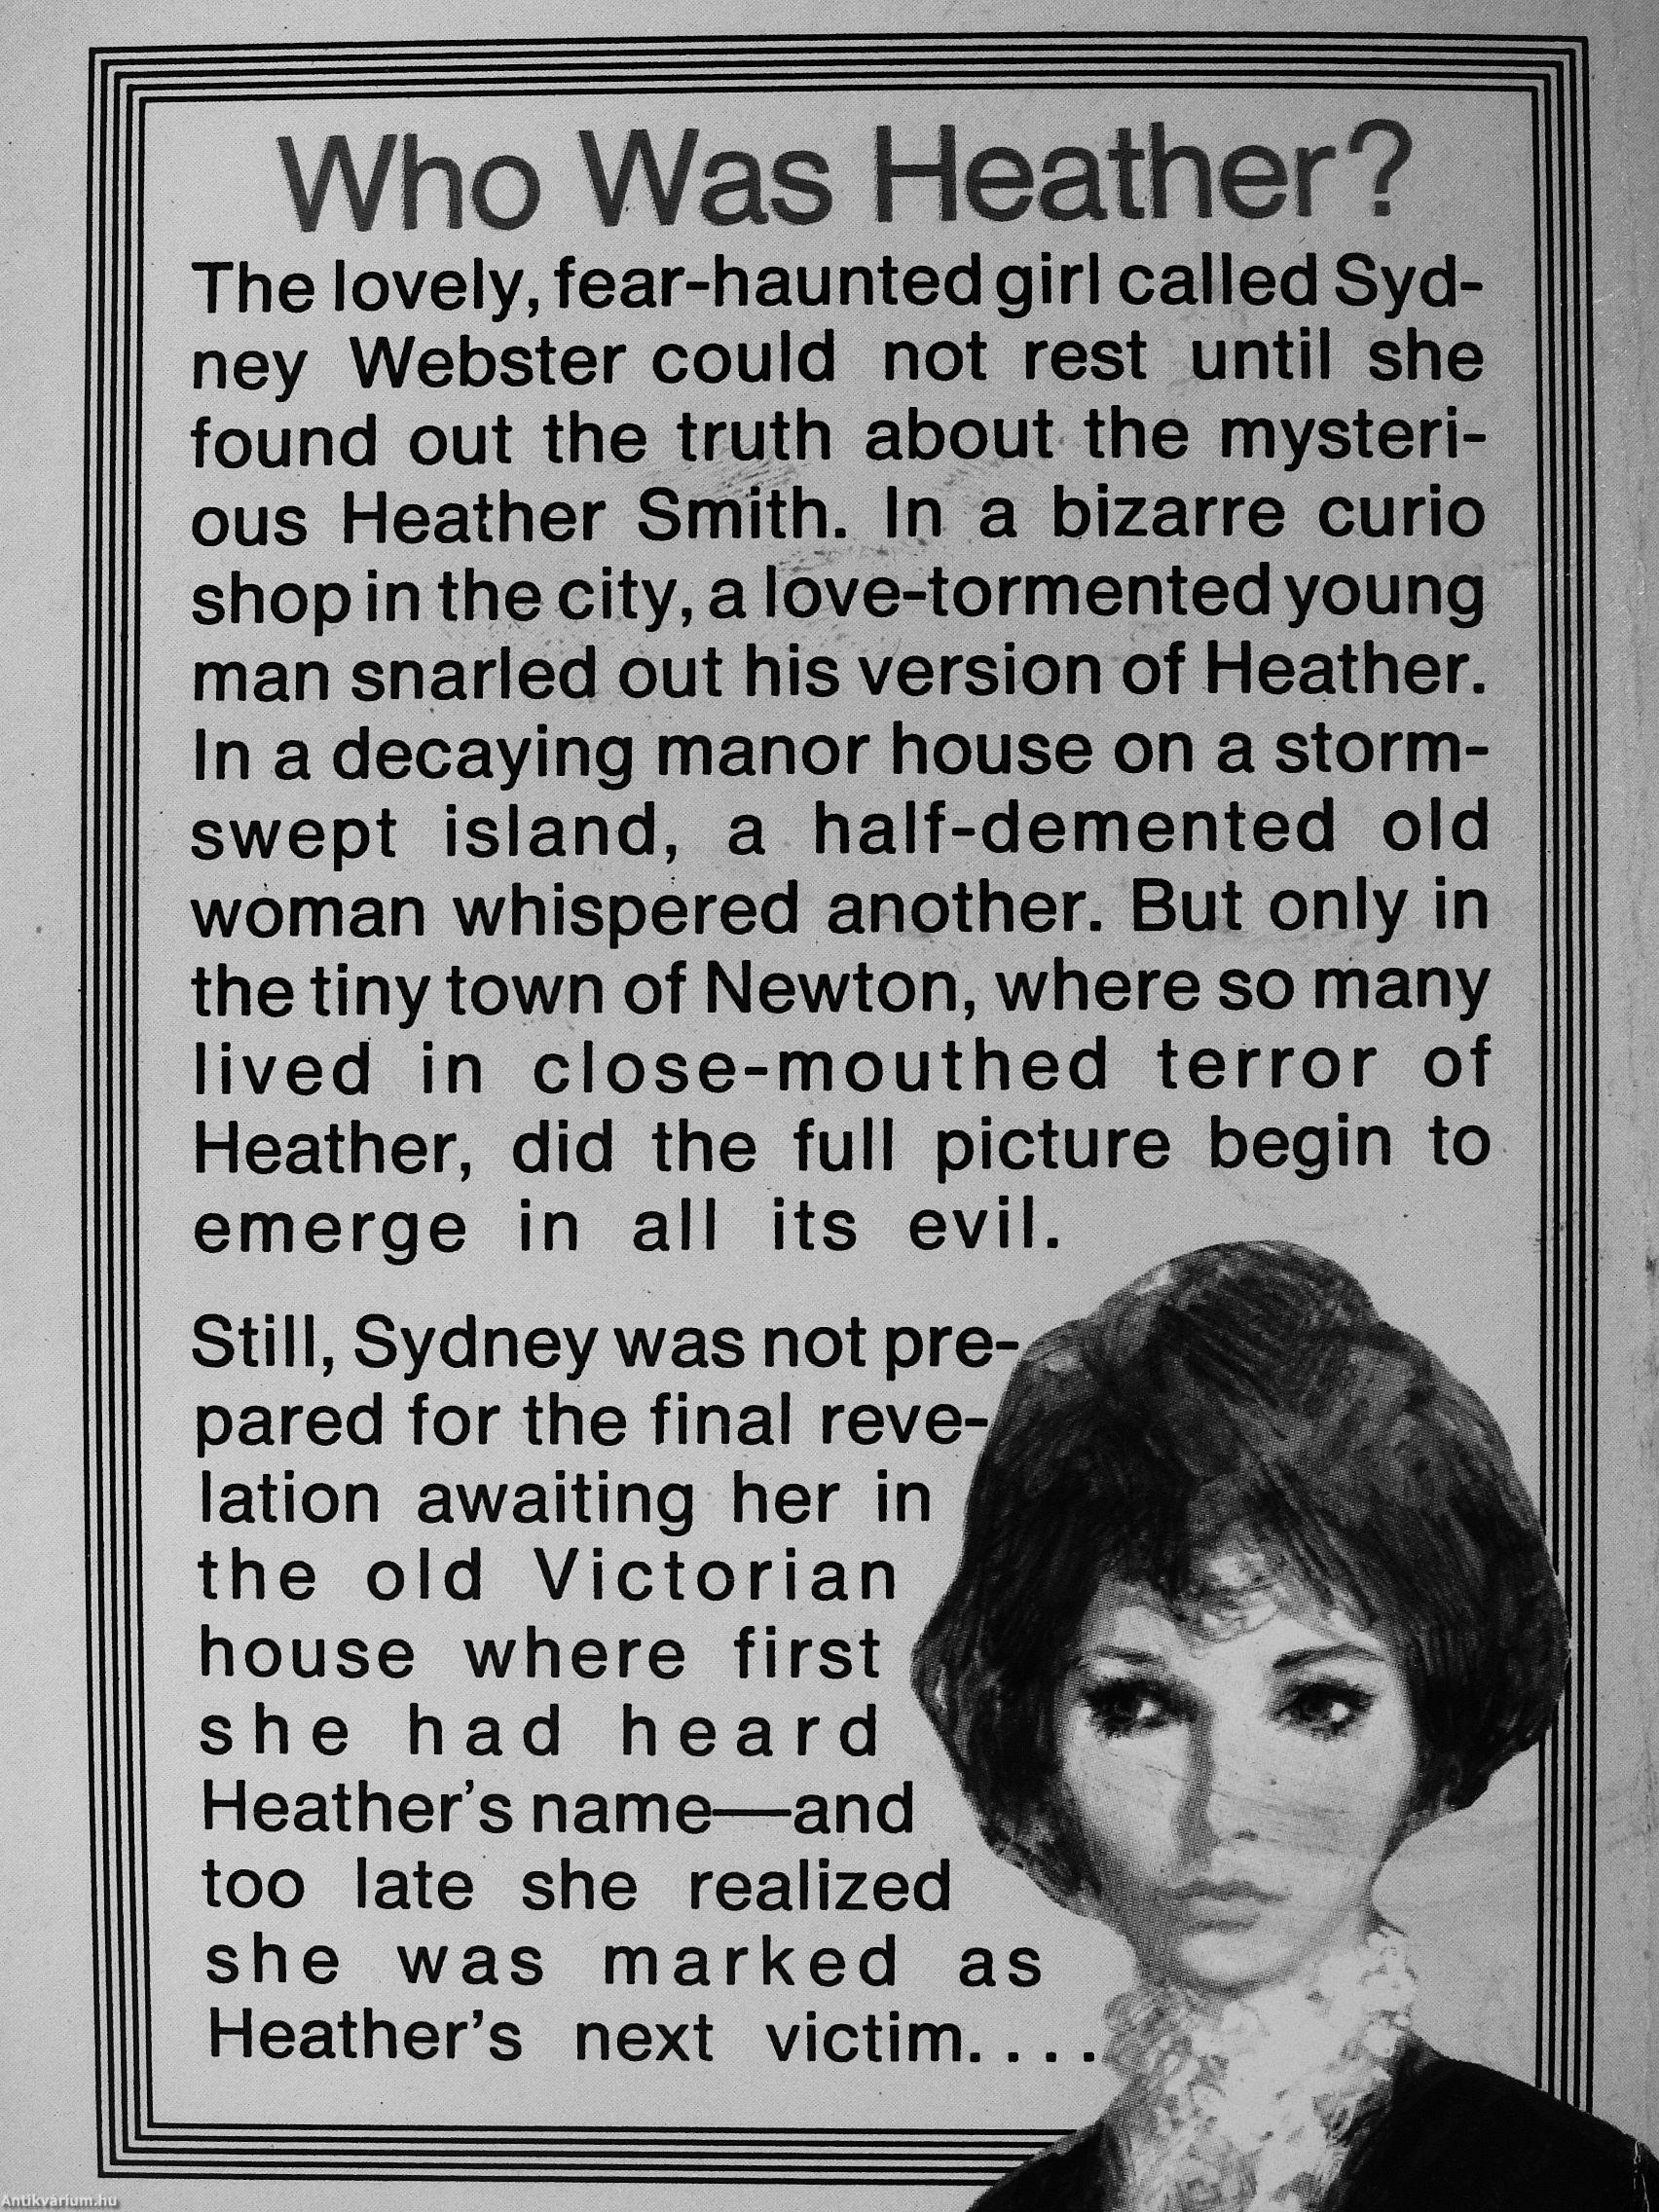 Who Was Heather?
The lovely, fear-haunted girl called Syd-
ney Webster could not rest until she
found out the truth about the mysteri-
ous Heather Smith. In a bizarre curio
shop in the city, a love-tormented young
man snarled out his version of Heather.
In a decaying manor house on a storm-
swept island, a half-demented old
woman whispered another. But only in
the tiny town of Newton, where so many
lived in close-mouthed terror of
Heather, did the full picture begin to
emerge in all its evil.
Still, Sydney was not pre-
pared for the final reve-
lation awaiting her in
the old Victorian
house where first
she had heard
Heather's name—and
too late she realized
she was marked as
Heather's next victim....
Antikvárium.hu